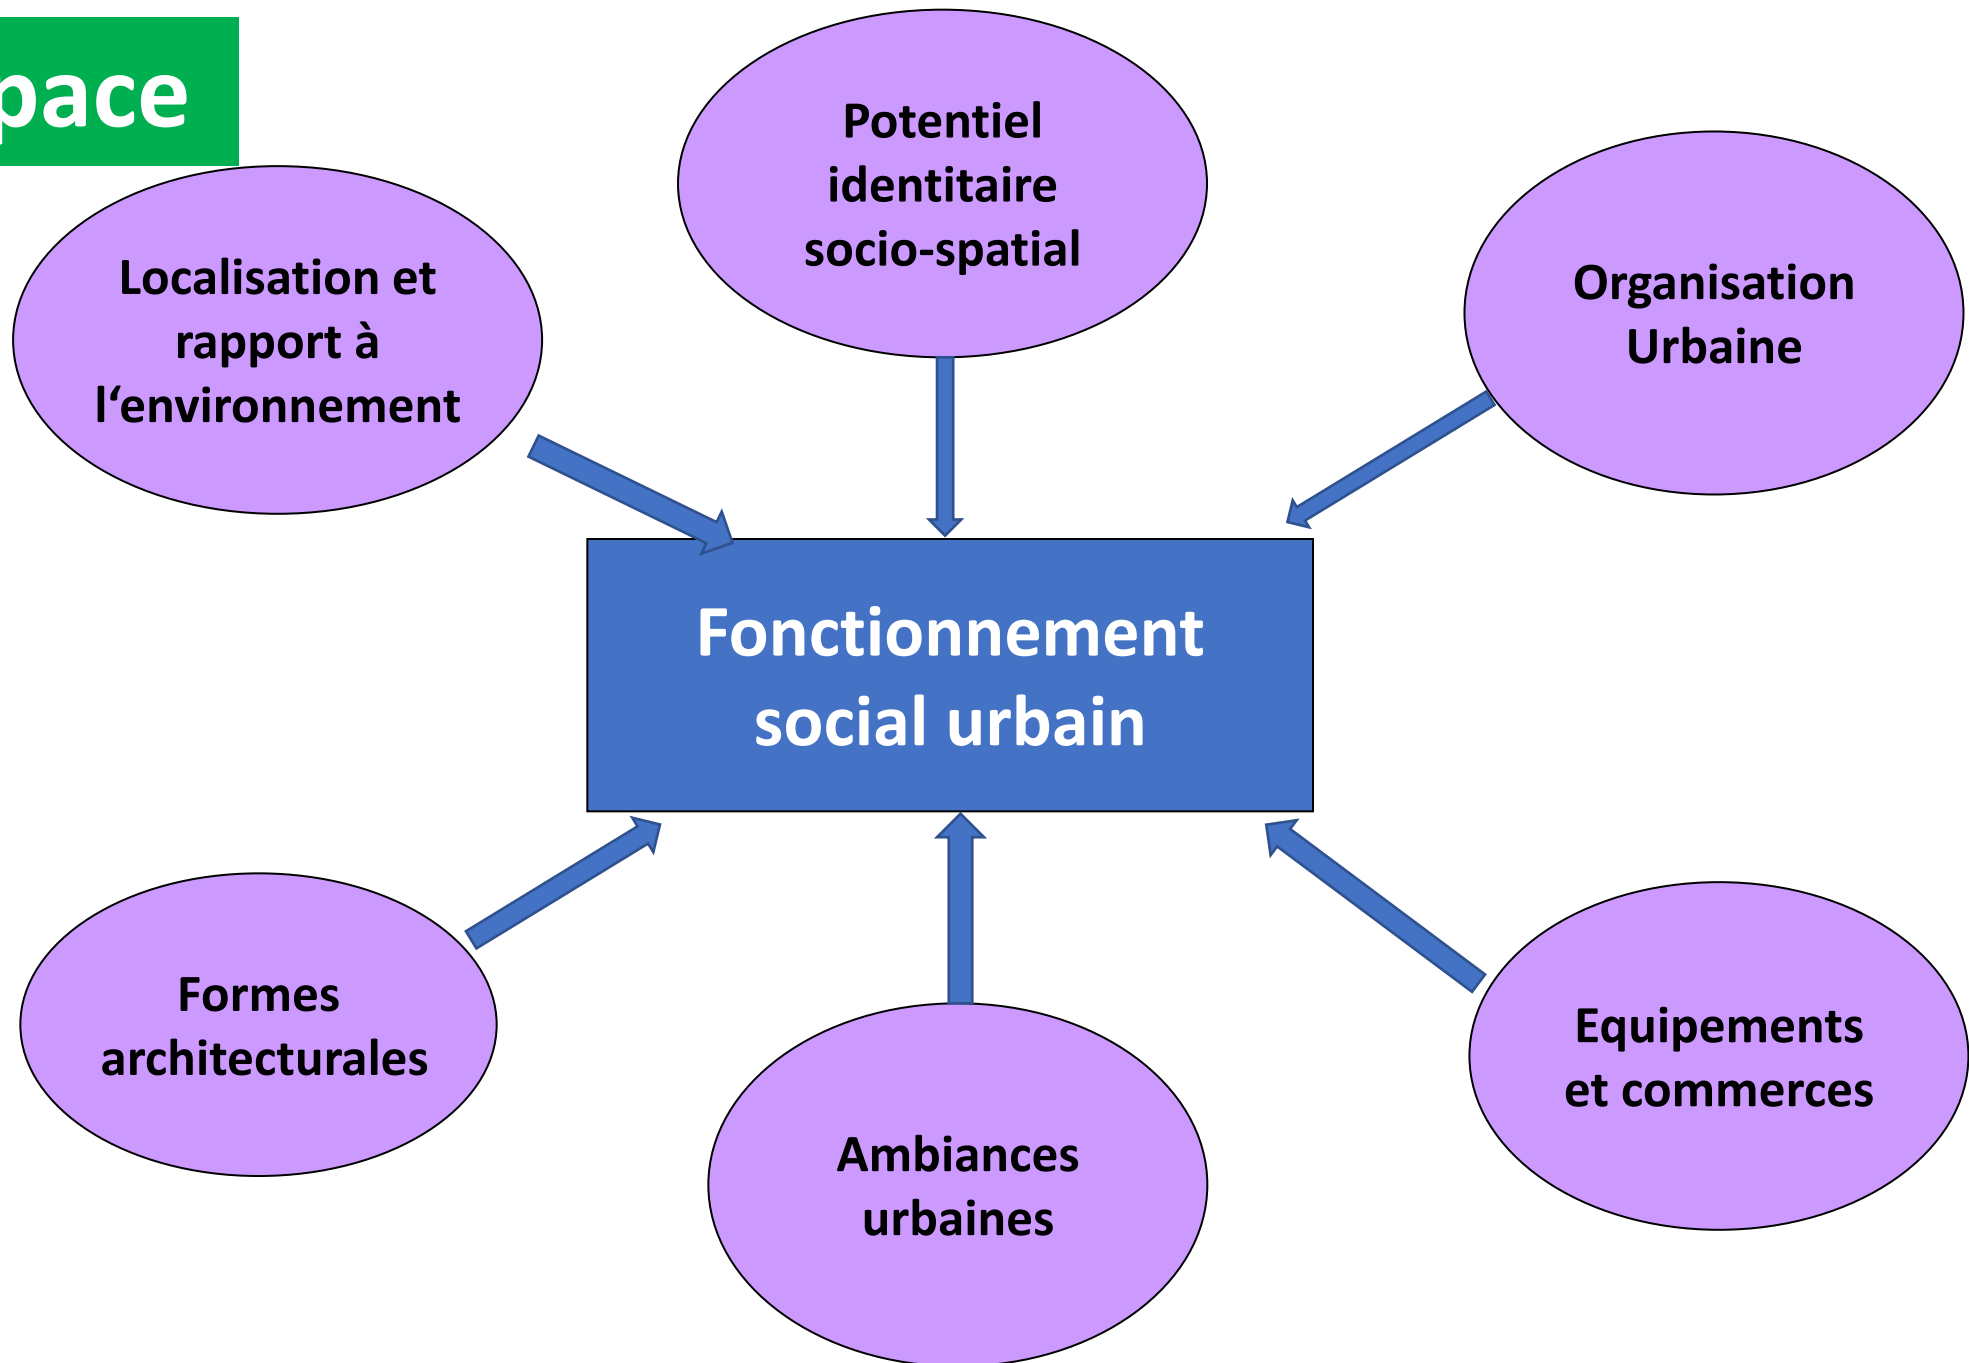 pace
Potentiel
identitaire
socio-spatial
Localisation et
rapport à
l‘environnement
Organisation
Urbaine
Fonctionnement
social urbain
Formes
architecturales
Ambiances
urbaines
Equipements
et commerces